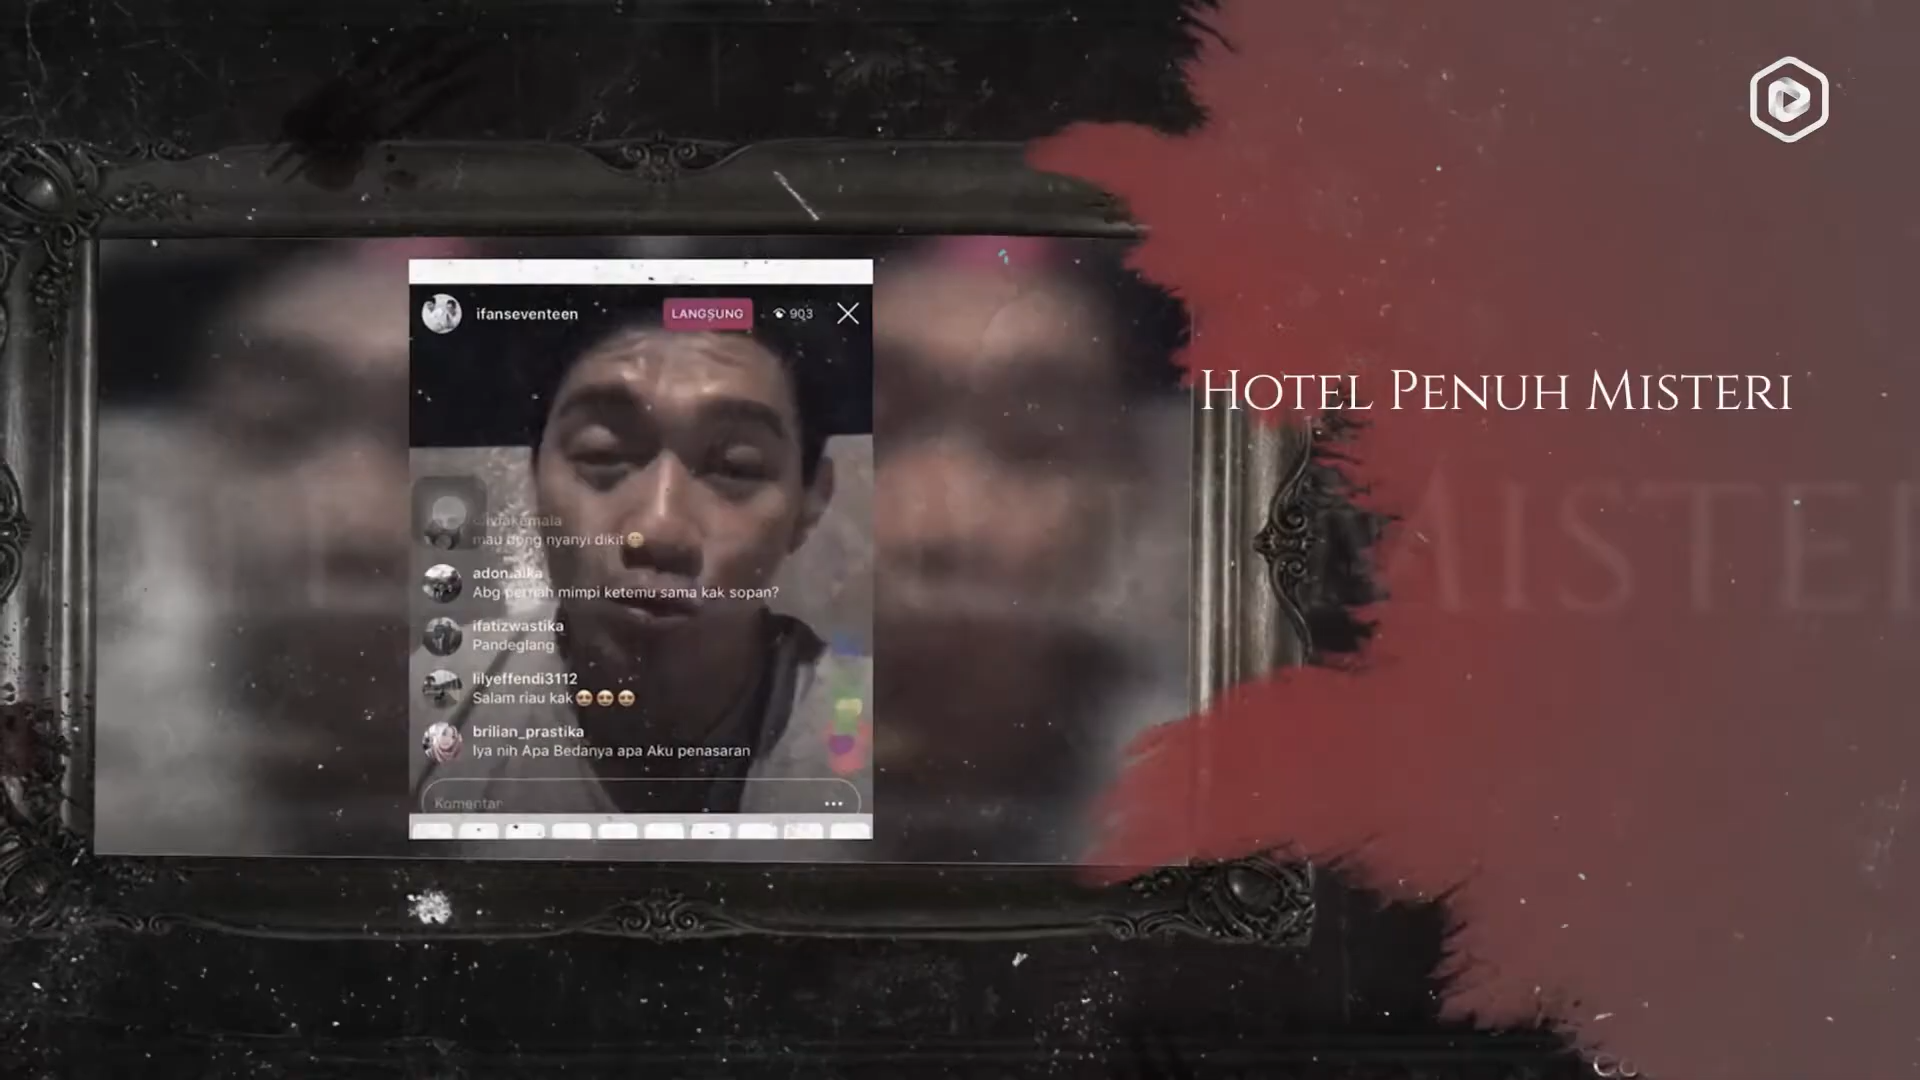 ifanseventeen
LANGSUNG
903
mau dong nyanyi dikit
adon.alka
Abg pernah mimpi ketemu sama kak sopan?
ifatizwastika
Pandeglang
lilyeffendi3112
Salam riau kak
brilian_prastika
Iya nih Apa Bedanya apa Aku penasaran
Komentar
HOTEL PENUH MISTERI